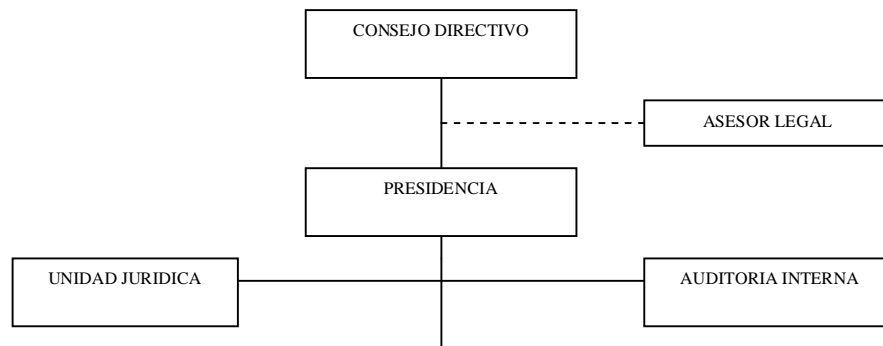 CONSEJO DIRECTIVO
ASESOR LEGAL
PRESIDENCIA
UNIDAD JURIDICA
AUDITORIA INTERNA